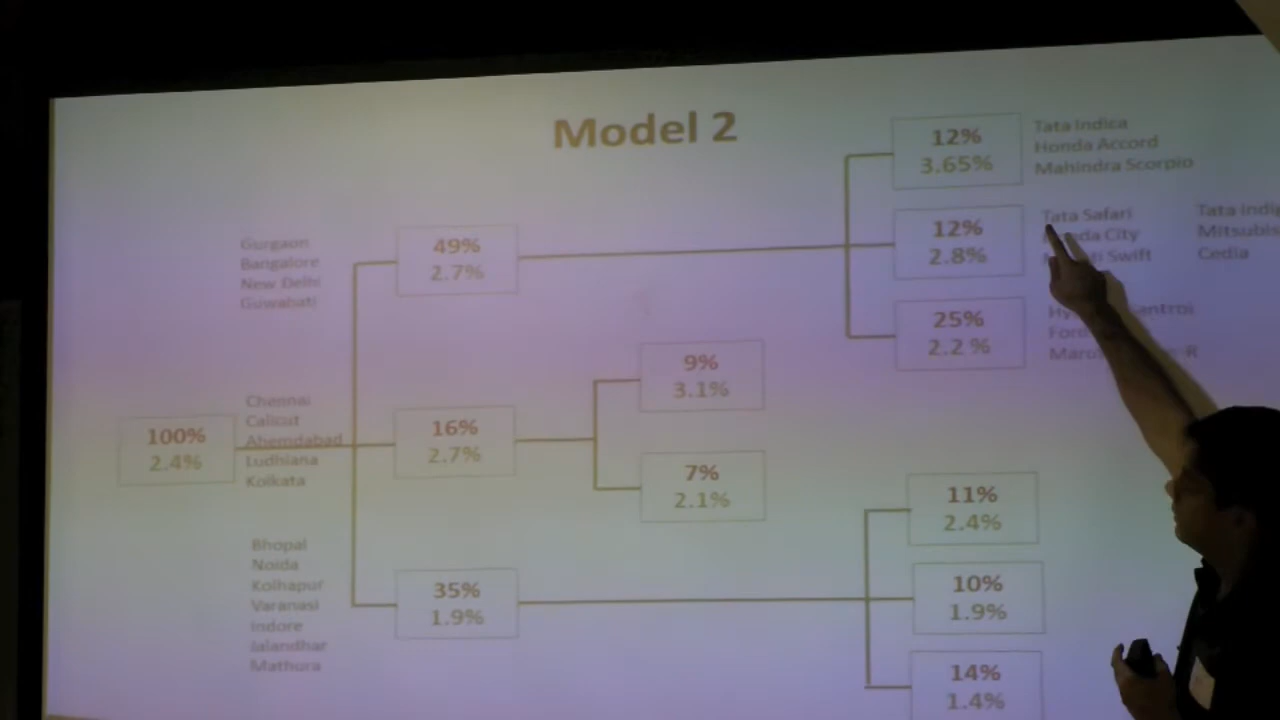 Model 2
100%
2.4%
Gurgaon
Bangalore
New Delhi
Guwahati
49%
2.7%
Chennai
Calicut
Ahemdabad
Ludhiana
Kolkata
16%
2.7%
Bhopal
Noida
Kolhapur
Varanasi
Indore
Jalandhar
Mathura
35%
1.9%
9%
3.1%
7%
2.1%
12%
3.65%
Tata Indica
Honda Accord
Mahindra Scorpio
12%
2.8%
Tata Safari
City
Swift
Tata
Cedia
25%
2.2%
11%
2.4%
10%
1.9%
14%
1.4%